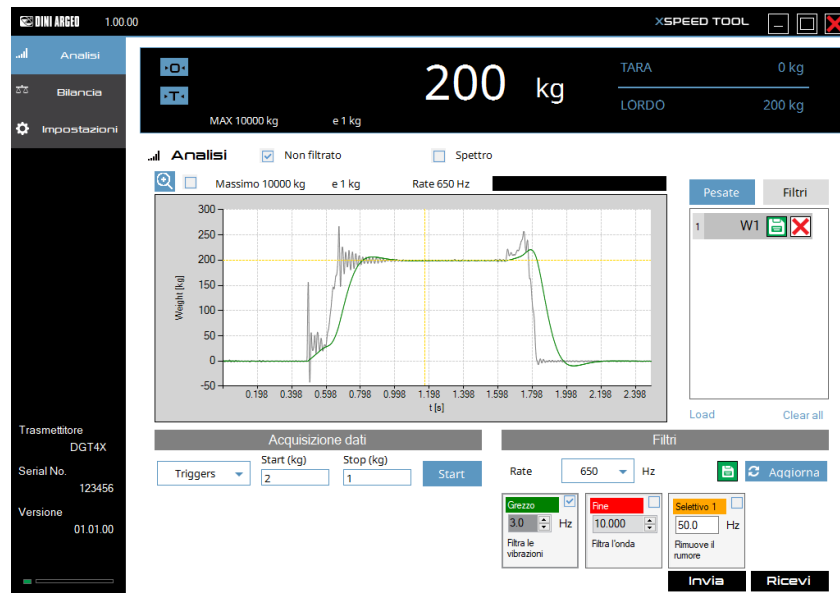 DINI ARGEO 1.00.00 XSPEED TOOL
Analisi
Bilancia
Impostazioni
→O← 200 kg TARA 0 kg
→T← LORDO 200 kg
MAX 10000 kg e 1 kg
Analisi Non filtrato Spettro
Massimo 10000 kg e 1 kg Rate 650 Hz
Pesate Filtri
1 W1
Weight [kg]
300
250
200
150
100
50
0
-50
0.198 0.398 0.598 0.798 0.998 1.198 1.398 1.598 1.798 1.998 2.198 2.398
t [s]
Load Clear all
Trasmettitore
DGT4X
Serial No.
123456
Versione
01.01.00
Acquisizione dati
Start (kg) Stop (kg)
Triggers 2 1 Start
Filtri
Rate 650 Hz Aggiorna
Grezzo
3.0 Hz
Filtra le
vibrazioni
Fine
10.000
Filtra l'onda
Selettivo 1
50.0 Hz
Rimuove il
rumore
Invia Ricevi